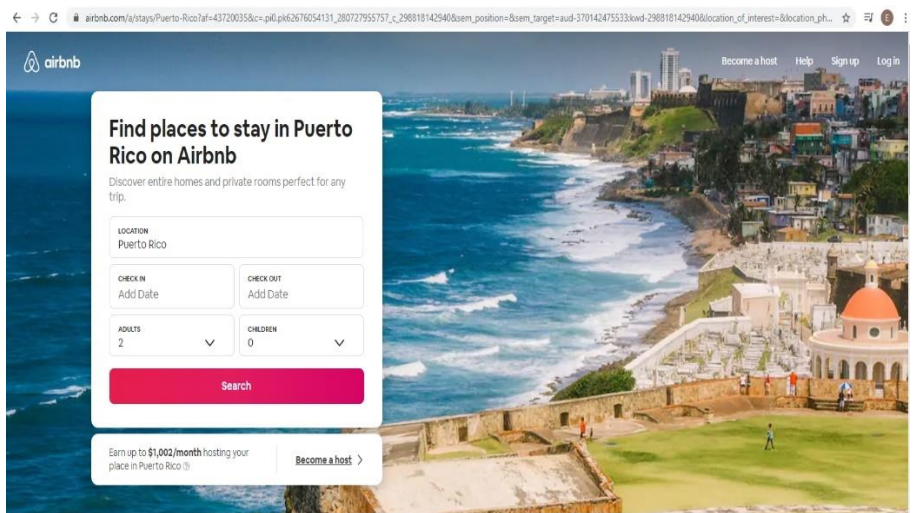 airbnb.com/a/stays/Puerto-Rico?af=43720035&c=.pi0.pk62676054131_280727955757_c_298818142940&sem_position=&sem_target=aud-370142475533:kwd-298818142940&location_of_interest=&location_ph... E
airbnb Become a host Help Sign up Log in
Find places to stay in Puerto
Rico on Airbnb
Discover entire homes and private rooms perfect for any
trip.
LOCATION
Puerto Rico
CHECK IN CHECK OUT
Add Date Add Date
ADULTS CHILDREN
2 0
Search
Earn up to $1,002/month hosting your
place in Puerto Rico ?
Become a host >